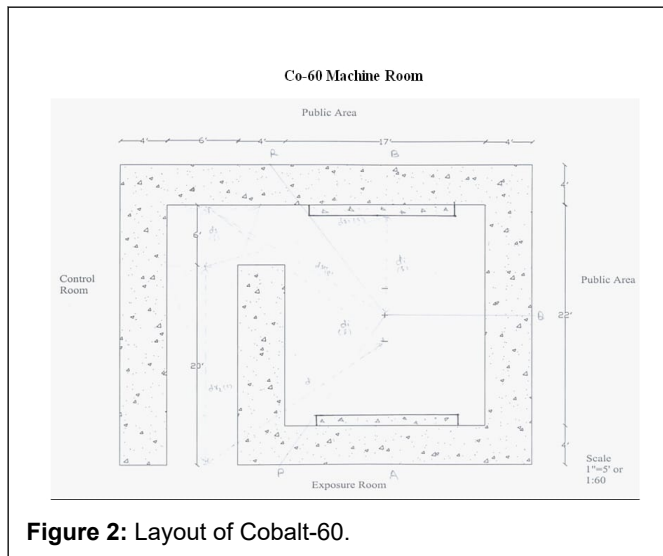 Co-60 Machine Room
Public Area
4'
6'
4'
17'
4'
R
B
4'
6'
Control
Room
Public Area
22'
20'
P
A
4'
Exposure Room
Scale
1"=5' or
1:60
Figure 2: Layout of Cobalt-60.